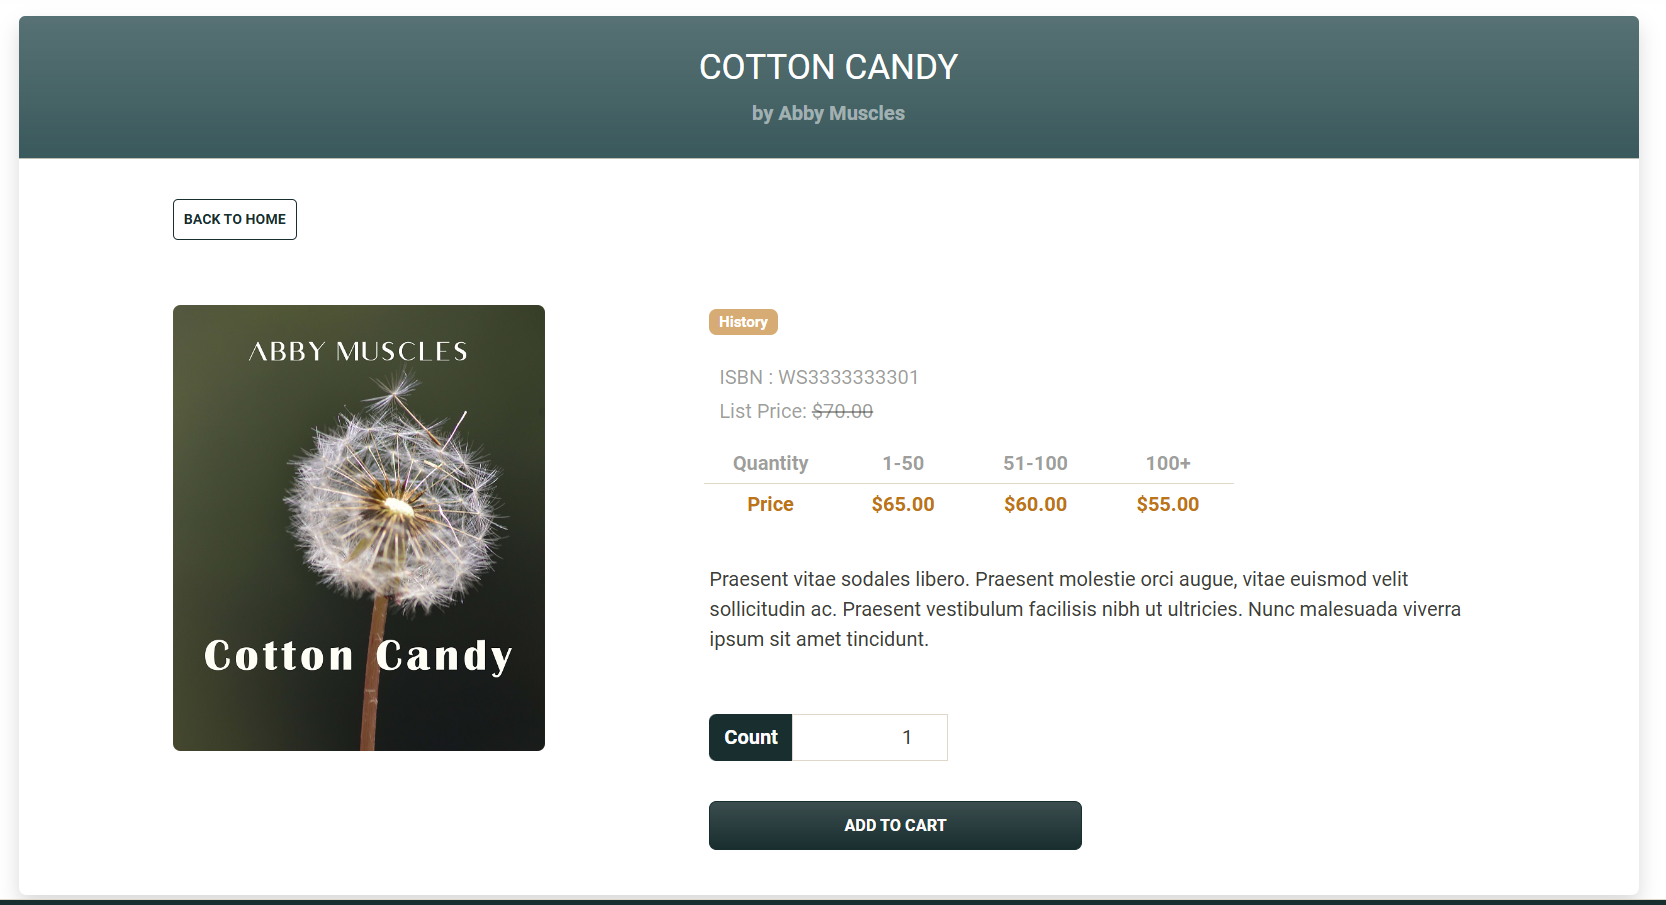 COTTON CANDY
by Abby Muscles
BACK TO HOME
ABBY MUSCLES
Cotton Candy
History
ISBN : WS3333333301
List Price: $70.00
Quantity 1-50 51-100 100+
Price $65.00 $60.00 $55.00
Praesent vitae sodales libero. Praesent molestie orci augue, vitae euismod velit
sollicitudin ac. Praesent vestibulum facilisis nibh ut ultricies. Nunc malesuada viverra
ipsum sit amet tincidunt.
Count 1
ADD TO CART